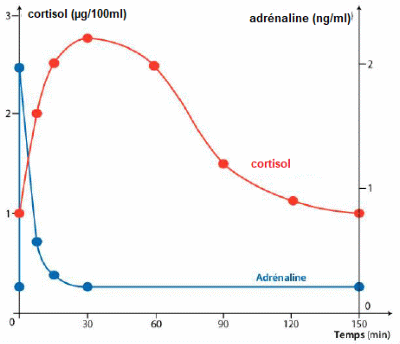 cortisol (µg/100ml) adrénaline (ng/ml)
3
2
2
cortisol
1
1
Adrénaline
0
0 30 60 90 120 150
Temps (min)